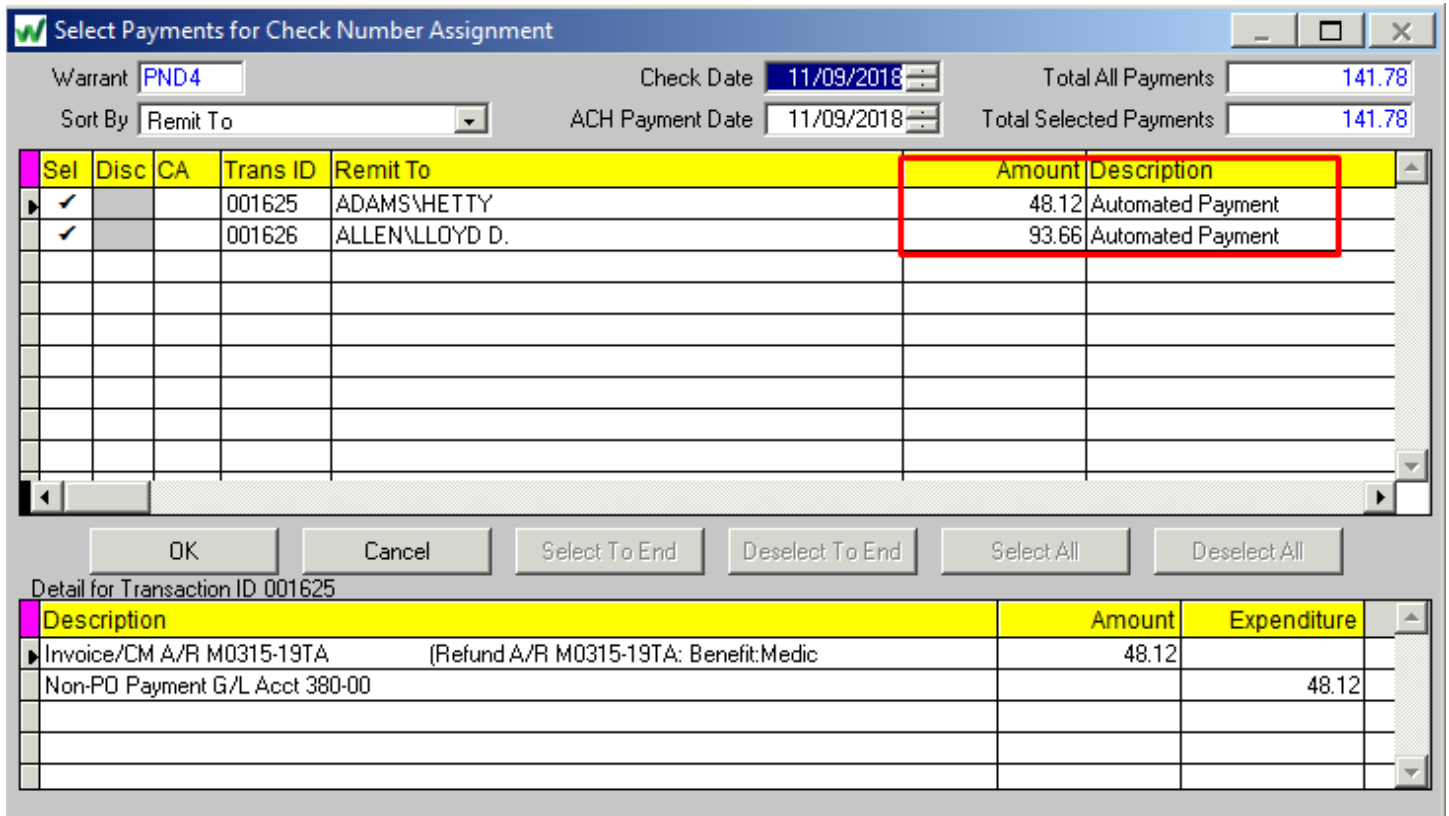 Select Payments for Check Number Assignment
Warrant PND4 Check Date 11/09/2018 Total All Payments 141.78
Sort By Remit To ACH Payment Date 11/09/2018 Total Selected Payments 141.78
Sel Disc CA Trans ID Remit To Amount Description
001625 ADAMS\HETTY 48.12 Automated Payment
001626 ALLEN\LLOYD D. 93.66 Automated Payment
OK Cancel Select To End Deselect To End Select All Deselect All
Detail for Transaction ID 001625
Description Amount Expenditure
Invoice/CM A/R M0315-19TA (Refund A/R M0315-19TA: Benefit:Medic 48.12
Non-PO Payment G/L Acct 380-00 48.12